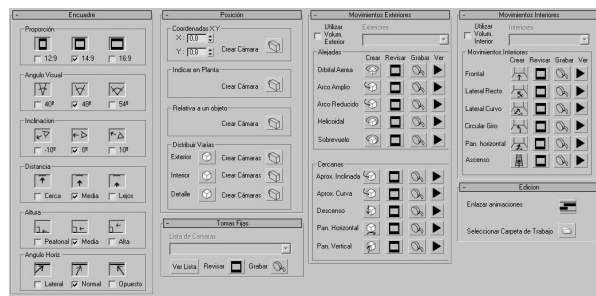 Encuadre
Proporción
12:9 14:9 16:9
Angulo Visual
40º 48º 54º
Inclinacion
-10º 0º 10º
Distancia
Cerca Media Lejos
Altura
Peatonal Media Alta
Angulo Horiz.
Lateral Normal Opuesto
Posición
Coordenadas X Y
X: 0,0
Y: 0,0 Crear Cámara
Indicar en Planta
Crear Cámara
Relativa a un objeto
Crear Cámara
Distribuir Varias
Exterior Crear Cámaras
Interior Crear Cámaras
Detalle Crear Cámaras
Tomas Fijas
Lista de Camaras
Ver Lista Revisar Grabar
Movimientos Exteriores
Utilizar Volum. Exterior
Exteriores
Alejadas Crear Revisar Grabar Ver
Orbital Aerea
Arco Amplio
Arco Reducido
Helicoidal
Sobrevuelo
Cercanas
Aprox. Inclinada
Aprox. Curva
Descenso
Pan. Horizontal
Pan. Vertical
Movimientos Interiores
Utilizar Volum. Interior
Interiores
Movimientos Interiores
Crear Revisar Grabar Ver
Frontal
Lateral Recto
Lateral Curvo
Circular Giro
Pan. horizontal
Ascenso
Edicion
Enlazar animaciones
Seleccionar Carpeta de Trabajo